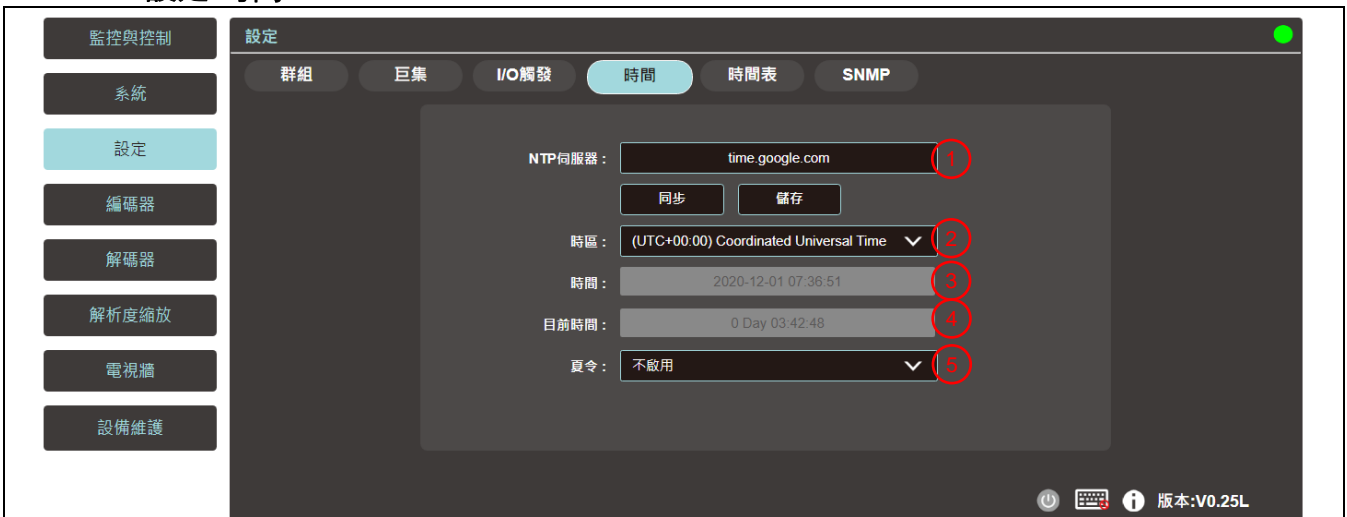 監控與控制
系統
設定
編碼器
解碼器
解析度縮放
電視牆
設備維護
設定
群組 巨集 I/O觸發 時間 時間表 SNMP
NTP伺服器： time.google.com 1
同步 儲存
時區： (UTC+00:00) Coordinated Universal Time 2
時間： 2020-12-01 07:36:51 3
目前時間： 0 Day 03:42:48 4
夏令： 不啟用 5
版本:V0.25L